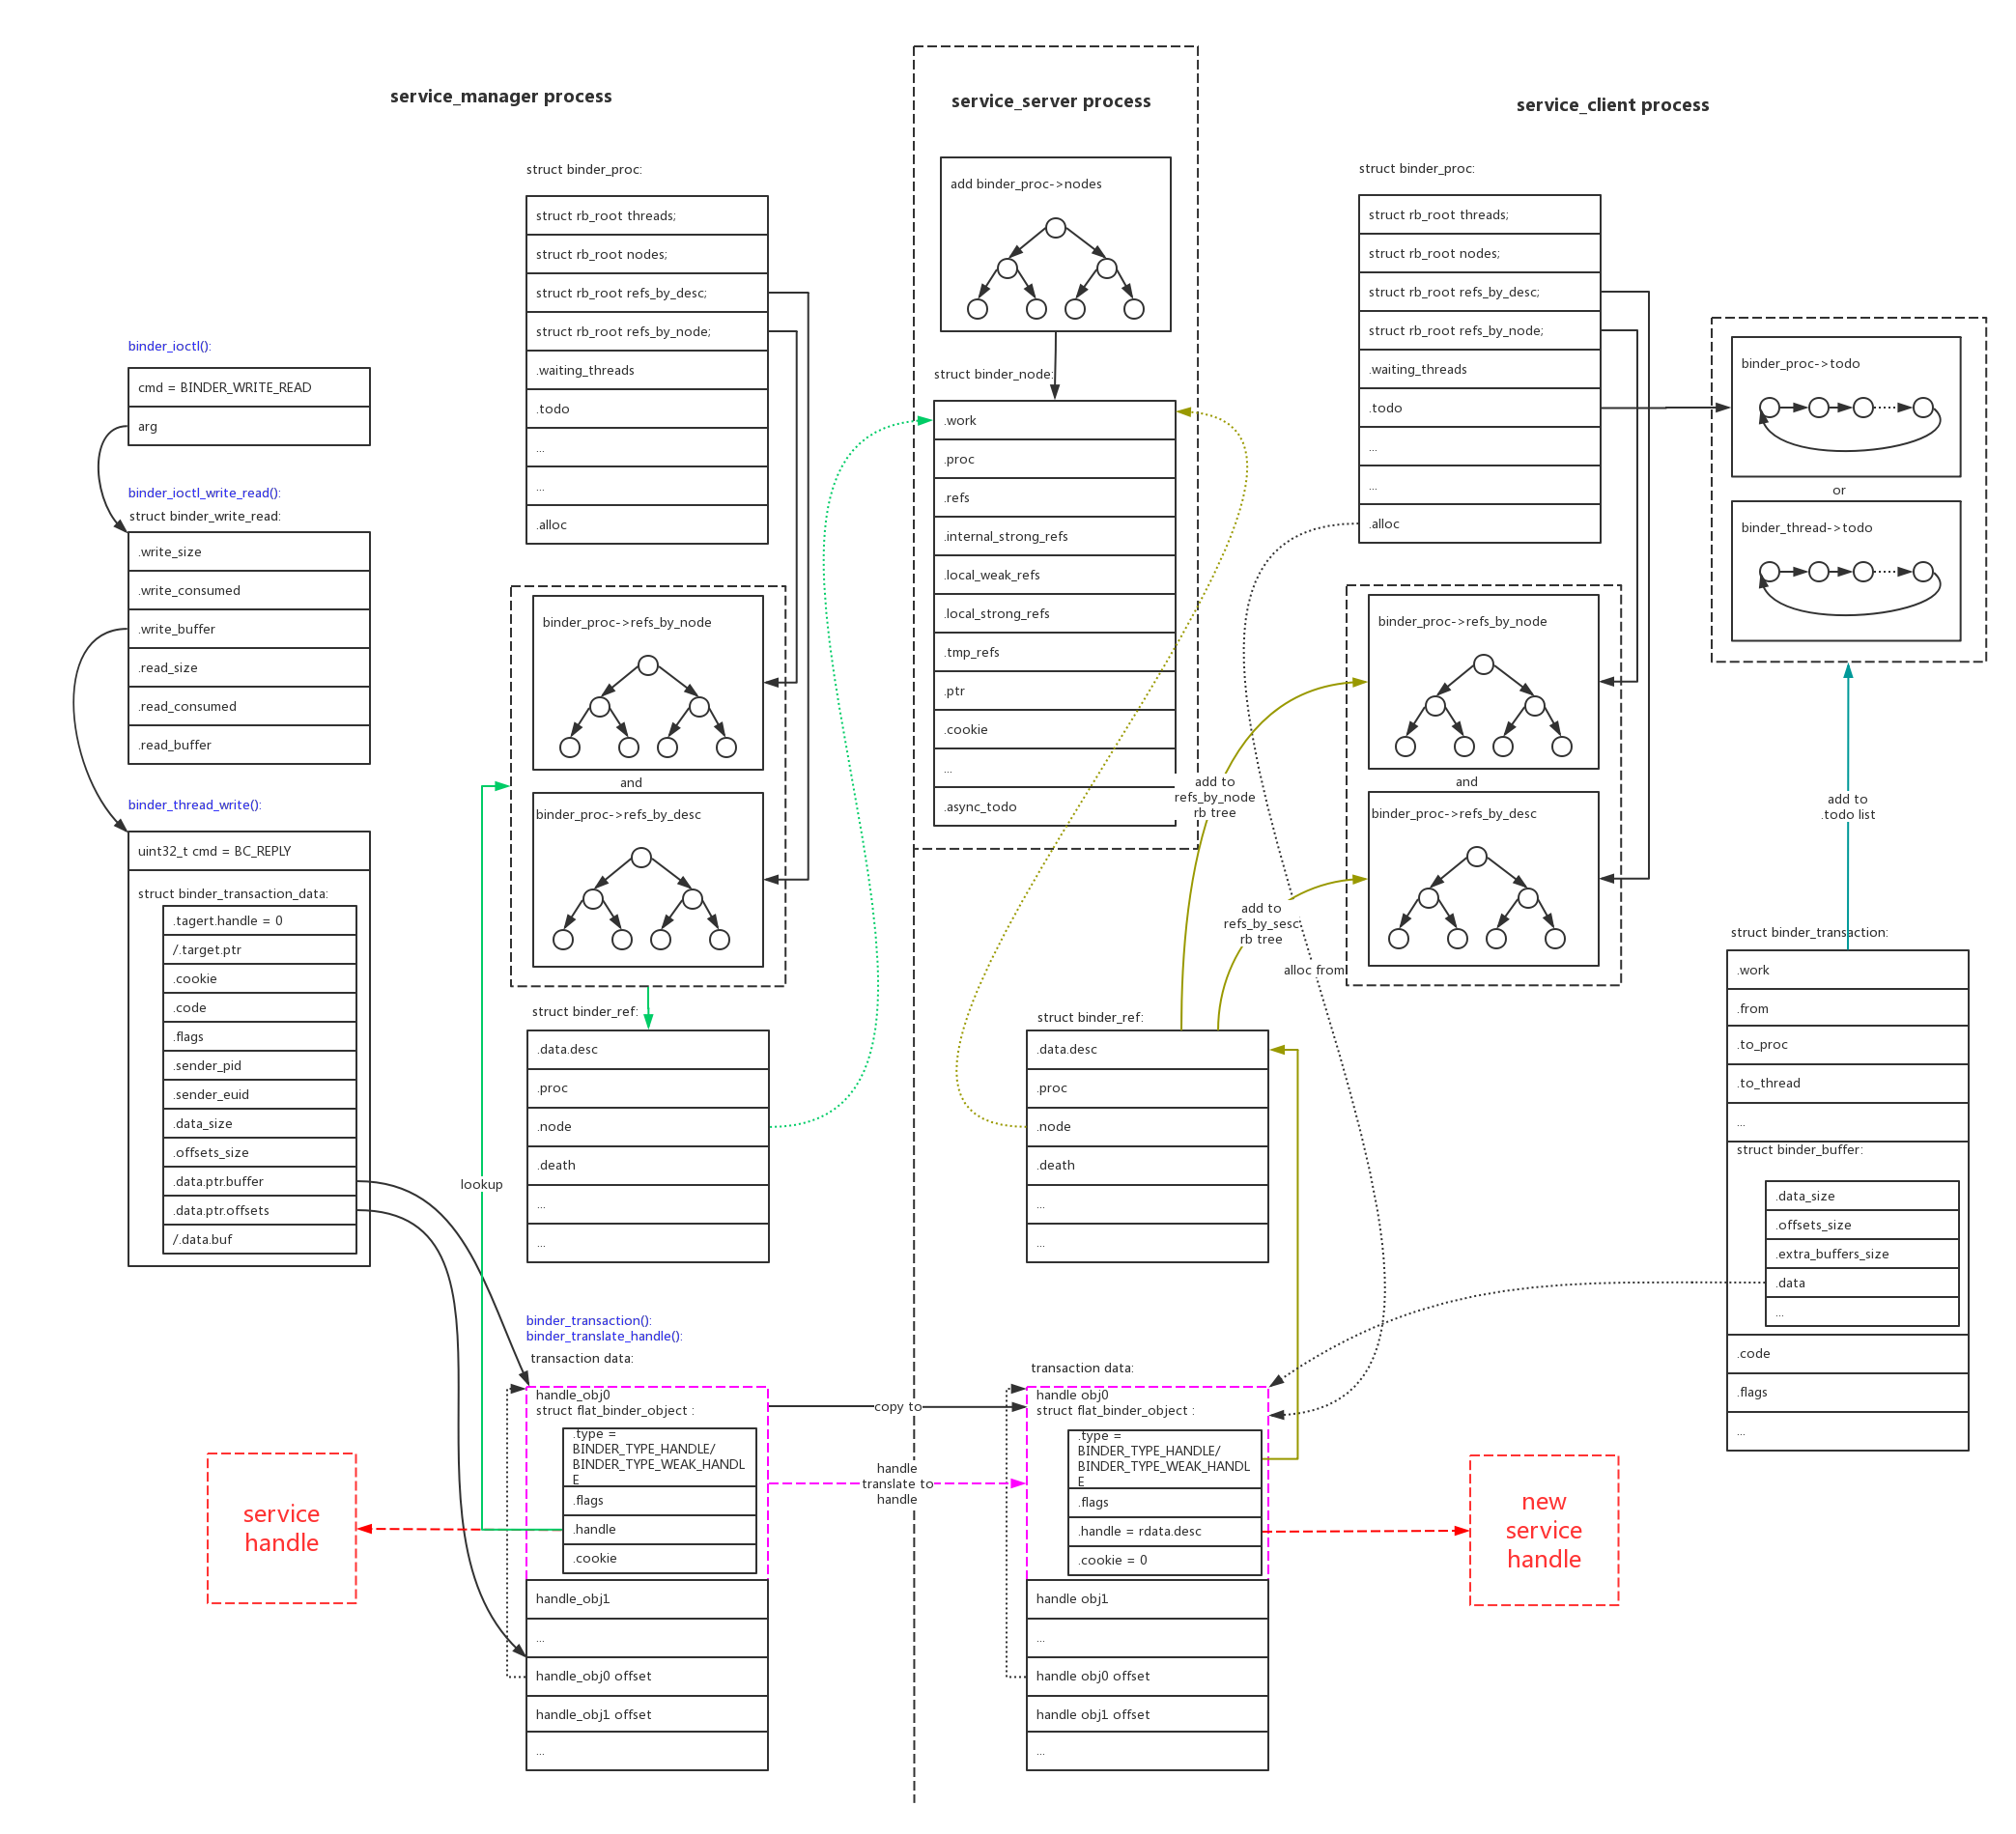 service_manager process
service_server process
service_client process
binder_ioctl():
cmd = BINDER_WRITE_READ
arg
binder_ioctl_write_read():
struct binder_write_read:
.write_size
.write_consumed
.write_buffer
.read_size
.read_consumed
.read_buffer
binder_thread_write():
uint32_t cmd = BC_REPLY
struct binder_transaction_data:
.tagert.handle = 0
/.target.ptr
.cookie
.code
.flags
.sender_pid
.sender_euid
.data_size
.offsets_size
.data.ptr.buffer
.data.ptr.offsets
/.data.buf
service
handle
struct binder_proc:
struct rb_root threads;
struct rb_root nodes;
struct rb_root refs_by_desc;
struct rb_root refs_by_node;
.waiting_threads
.todo
...
...
.alloc
binder_proc->refs_by_node
and
binder_proc->refs_by_desc
struct binder_ref:
.data.desc
.proc
.node
.death
...
...
lookup
binder_transaction():
binder_translate_handle():
transaction data:
handle_obj0
struct flat_binder_object :
.type =
BINDER_TYPE_HANDLE/
BINDER_TYPE_WEAK_HANDL
E
.flags
.handle
.cookie
handle_obj1
...
handle_obj0 offset
handle_obj1 offset
...
copy to
handle
translate to
handle
add binder_proc->nodes
struct binder_node:
.work
.proc
.refs
.internal_strong_refs
.local_weak_refs
.local_strong_refs
.tmp_refs
.ptr
.cookie
...
.async_todo
add to
refs_by_node
rb tree
add to
refs_by_sesc
rb tree
alloc from
struct binder_ref:
.data.desc
.proc
.node
.death
...
...
transaction data:
handle obj0
struct flat_binder_object :
.type =
BINDER_TYPE_HANDLE/
BINDER_TYPE_WEAK_HANDL
E
.flags
.handle = rdata.desc
.cookie = 0
handle obj1
...
handle obj0 offset
handle obj1 offset
...
new
service
handle
struct binder_proc:
struct rb_root threads;
struct rb_root nodes;
struct rb_root refs_by_desc;
struct rb_root refs_by_node;
.waiting_threads
.todo
...
...
.alloc
binder_proc->refs_by_node
and
binder_proc->refs_by_desc
binder_proc->todo
or
binder_thread->todo
add to
.todo list
struct binder_transaction:
.work
.from
.to_proc
.to_thread
...
struct binder_buffer:
.data_size
.offsets_size
.extra_buffers_size
.data
...
.code
.flags
...